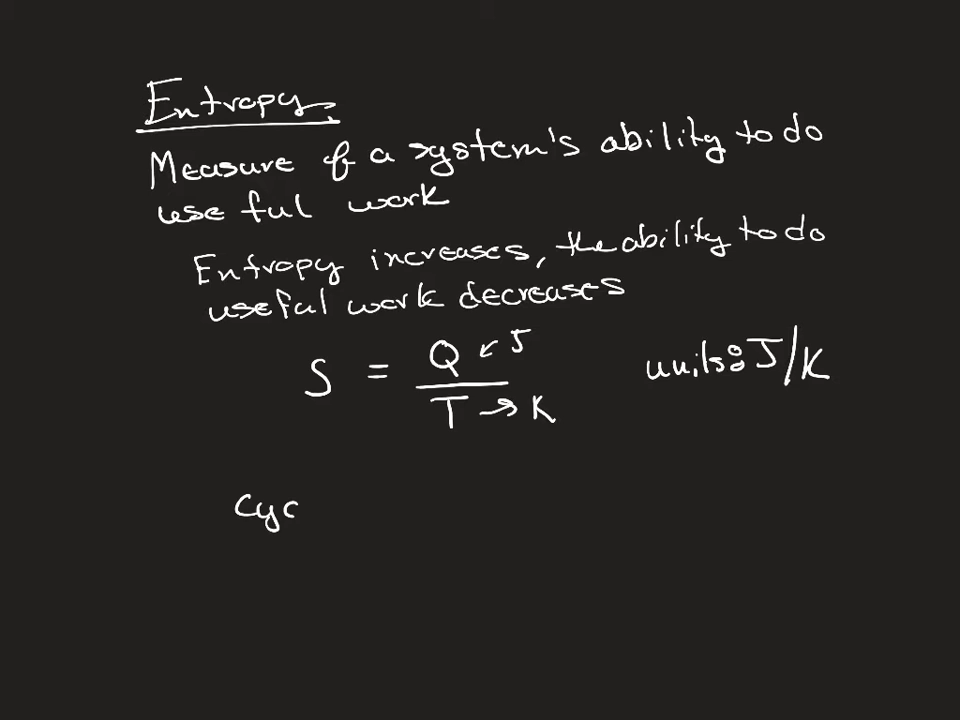 Entropy:
Measure of a system's ability to do
useful work
Entropy increases, the ability to do
useful work decreases
S = Q ↙ J
T → K
units: J/K
Cyc